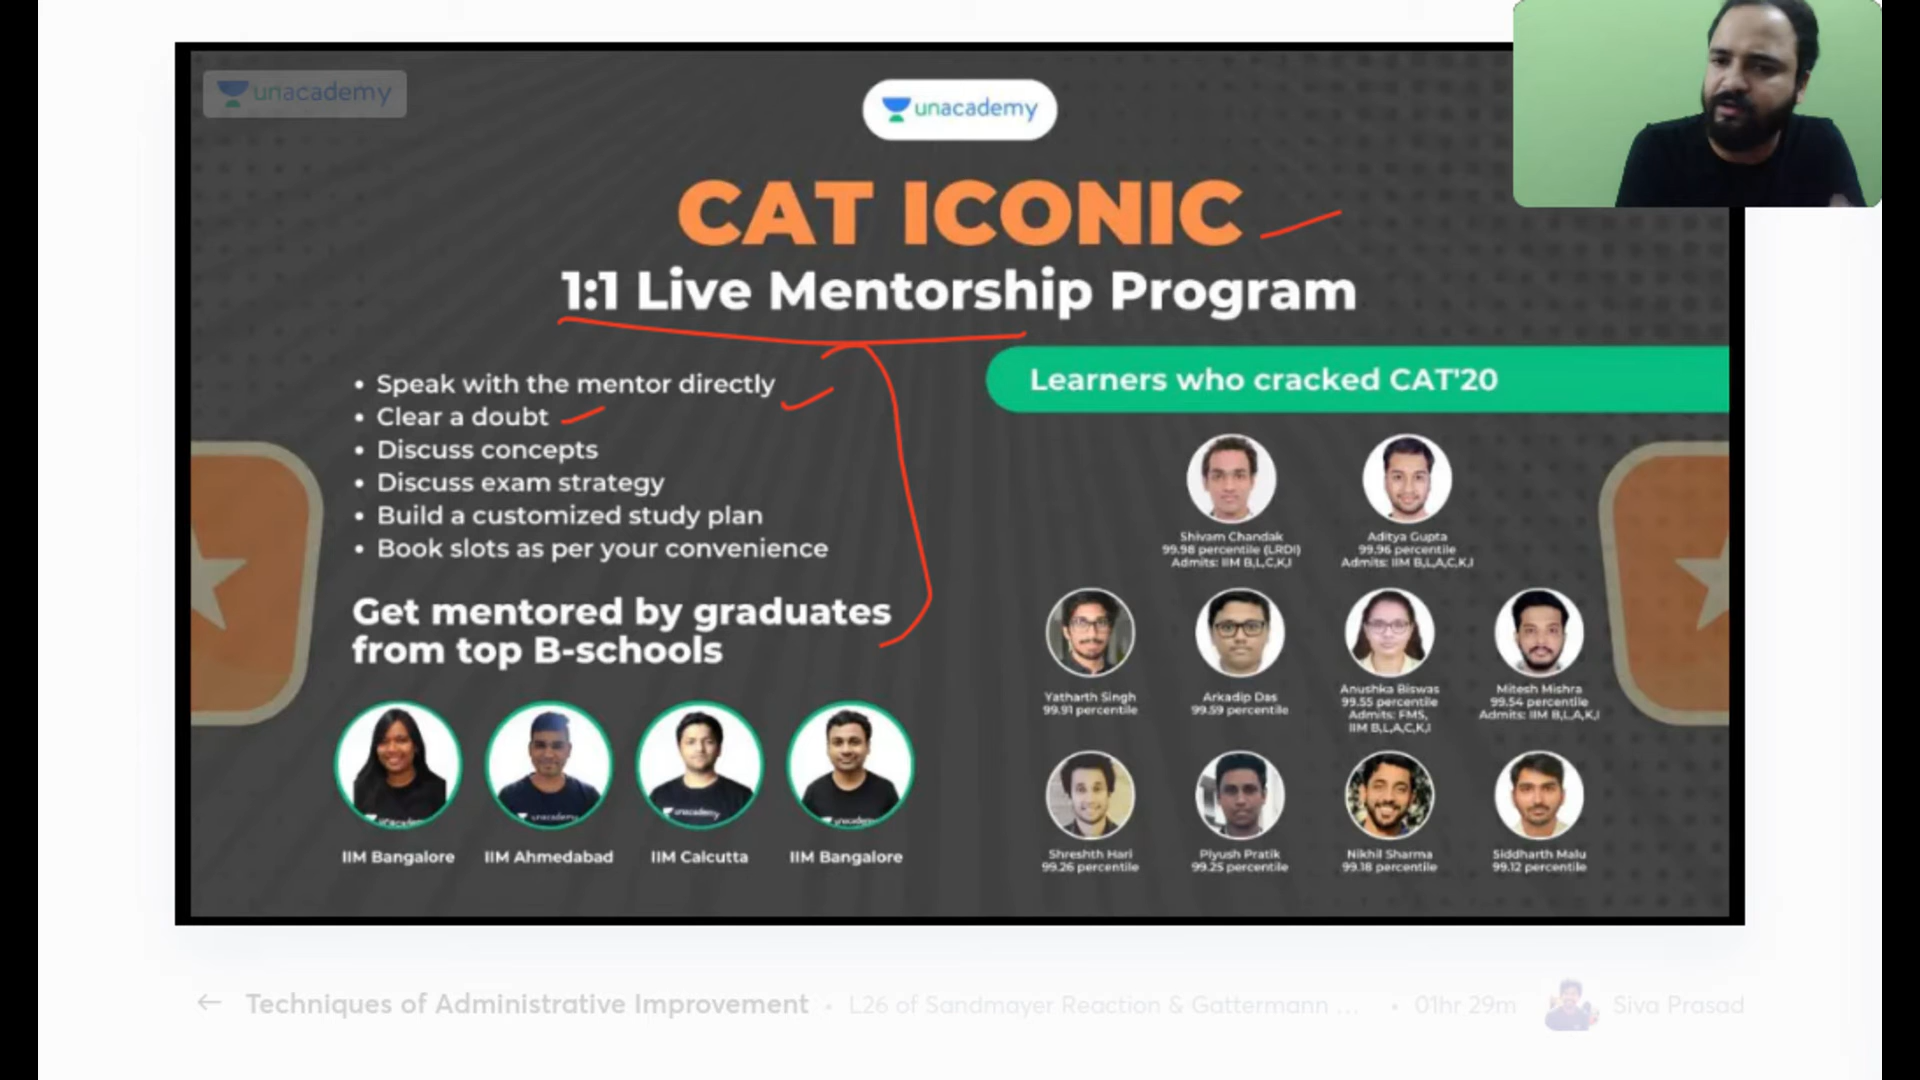 unacademy
unacademy
CAT ICONIC
1:1 Live Mentorship Program
• Speak with the mentor directly
• Clear a doubt
• Discuss concepts
• Discuss exam strategy
• Build a customized study plan
• Book slots as per your convenience
Get mentored by graduates
from top B-schools
unacademy
unacademy
IIM Bangalore
IIM Ahmedabad
IIM Calcutta
IIM Bangalore
Learners who cracked CAT'20
Shivam Chandak
99.98 percentile (LRDI)
Admits: IIM B,L,C,K,I
Aditya Gupta
99.96 percentile
Admits: IIM B,L,A,C,K,I
Yatharth Singh
99.91 percentile
Arkadip Das
99.59 percentile
Anushka Biswas
99.55 percentile
Admits: FMS,
IIM B,L,A,C,K,I
Mitesh Mishra
99.54 percentile
Admits: IIM B,L,A,K,I
Shreshth Hari
99.26 percentile
Piyush Pratik
99.25 percentile
Nikhil Sharma
99.18 percentile
Siddharth Malu
99.12 percentile
← Techniques of Administrative Improvement • L26 of Sandmayer Reaction & Gattermann ... • 01hr 29m Siva Prasad